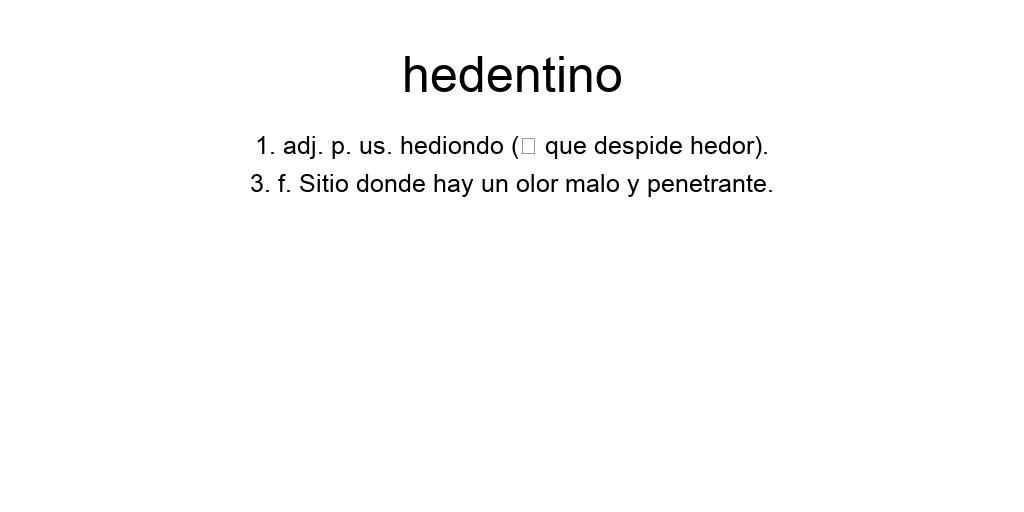 hedentino
1. adj. p. us. hediondo (□ que despide hedor).
3. f. Sitio donde hay un olor malo y penetrante.